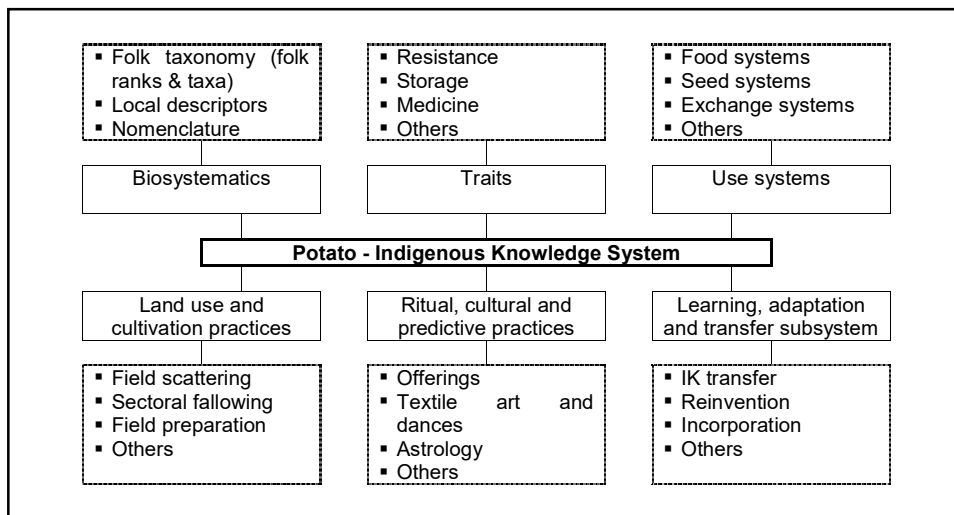 ▪ Folk taxonomy (folk
ranks & taxa)
▪ Local descriptors
▪ Nomenclature
▪ Resistance
▪ Storage
▪ Medicine
▪ Others
▪ Food systems
▪ Seed systems
▪ Exchange systems
▪ Others
Biosystematics
Traits
Use systems
Potato - Indigenous Knowledge System
Land use and
cultivation practices
Ritual, cultural and
predictive practices
Learning, adaptation
and transfer subsystem
▪ Field scattering
▪ Sectoral fallowing
▪ Field preparation
▪ Others
▪ Offerings
▪ Textile art and
dances
▪ Astrology
▪ Others
▪ IK transfer
▪ Reinvention
▪ Incorporation
▪ Others